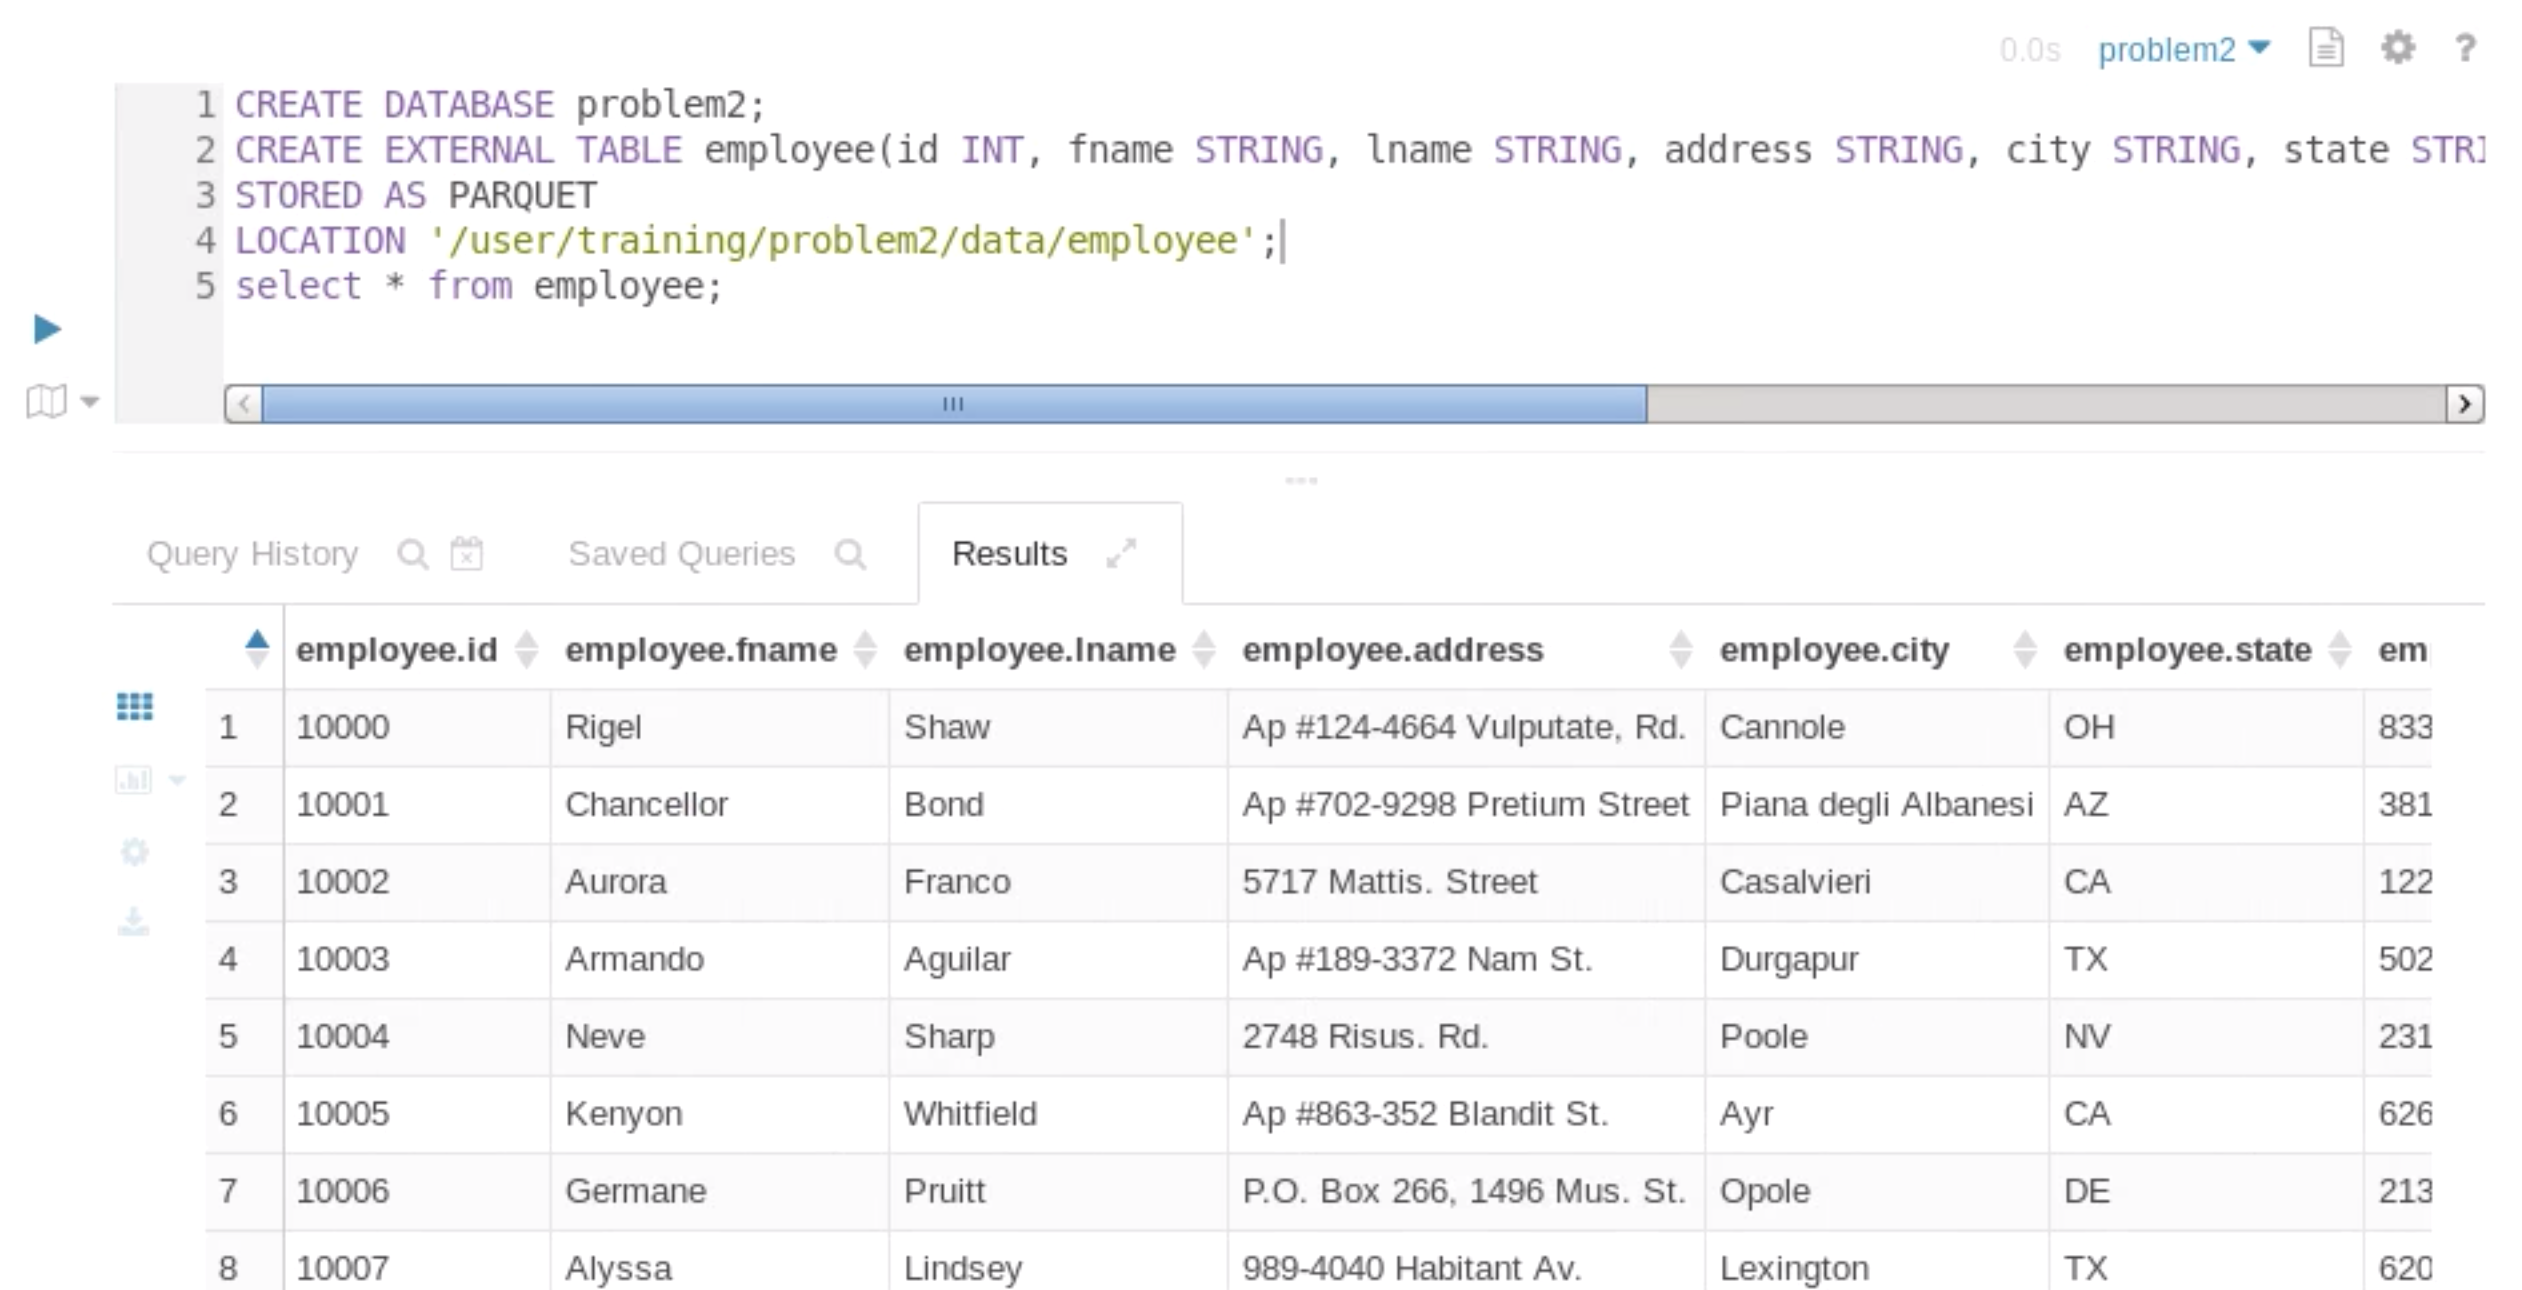 0.0s problem2 ?
1 CREATE DATABASE problem2;
2 CREATE EXTERNAL TABLE employee(id INT, fname STRING, lname STRING, address STRING, city STRING, state STRI
3 STORED AS PARQUET
4 LOCATION '/user/training/problem2/data/employee';
5 select * from employee;
Query History Saved Queries Results
employee.id employee.fname employee.lname employee.address employee.city employee.state em
1 10000 Rigel Shaw Ap #124-4664 Vulputate, Rd. Cannole OH 833
2 10001 Chancellor Bond Ap #702-9298 Pretium Street Piana degli Albanesi AZ 381
3 10002 Aurora Franco 5717 Mattis. Street Casalvieri CA 122
4 10003 Armando Aguilar Ap #189-3372 Nam St. Durgapur TX 502
5 10004 Neve Sharp 2748 Risus. Rd. Poole NV 231
6 10005 Kenyon Whitfield Ap #863-352 Blandit St. Ayr CA 626
7 10006 Germane Pruitt P.O. Box 266, 1496 Mus. St. Opole DE 213
8 10007 Alyssa Lindsey 989-4040 Habitant Av. Lexington TX 620